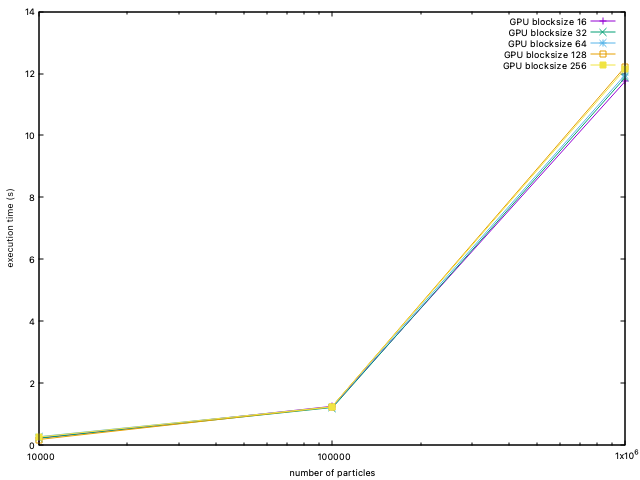 14
12
10
8
6
4
2
0
execution time (s)
GPU blocksize 16
GPU blocksize 32
GPU blocksize 64
GPU blocksize 128
GPU blocksize 256
10000
100000
1x10⁶
number of particles